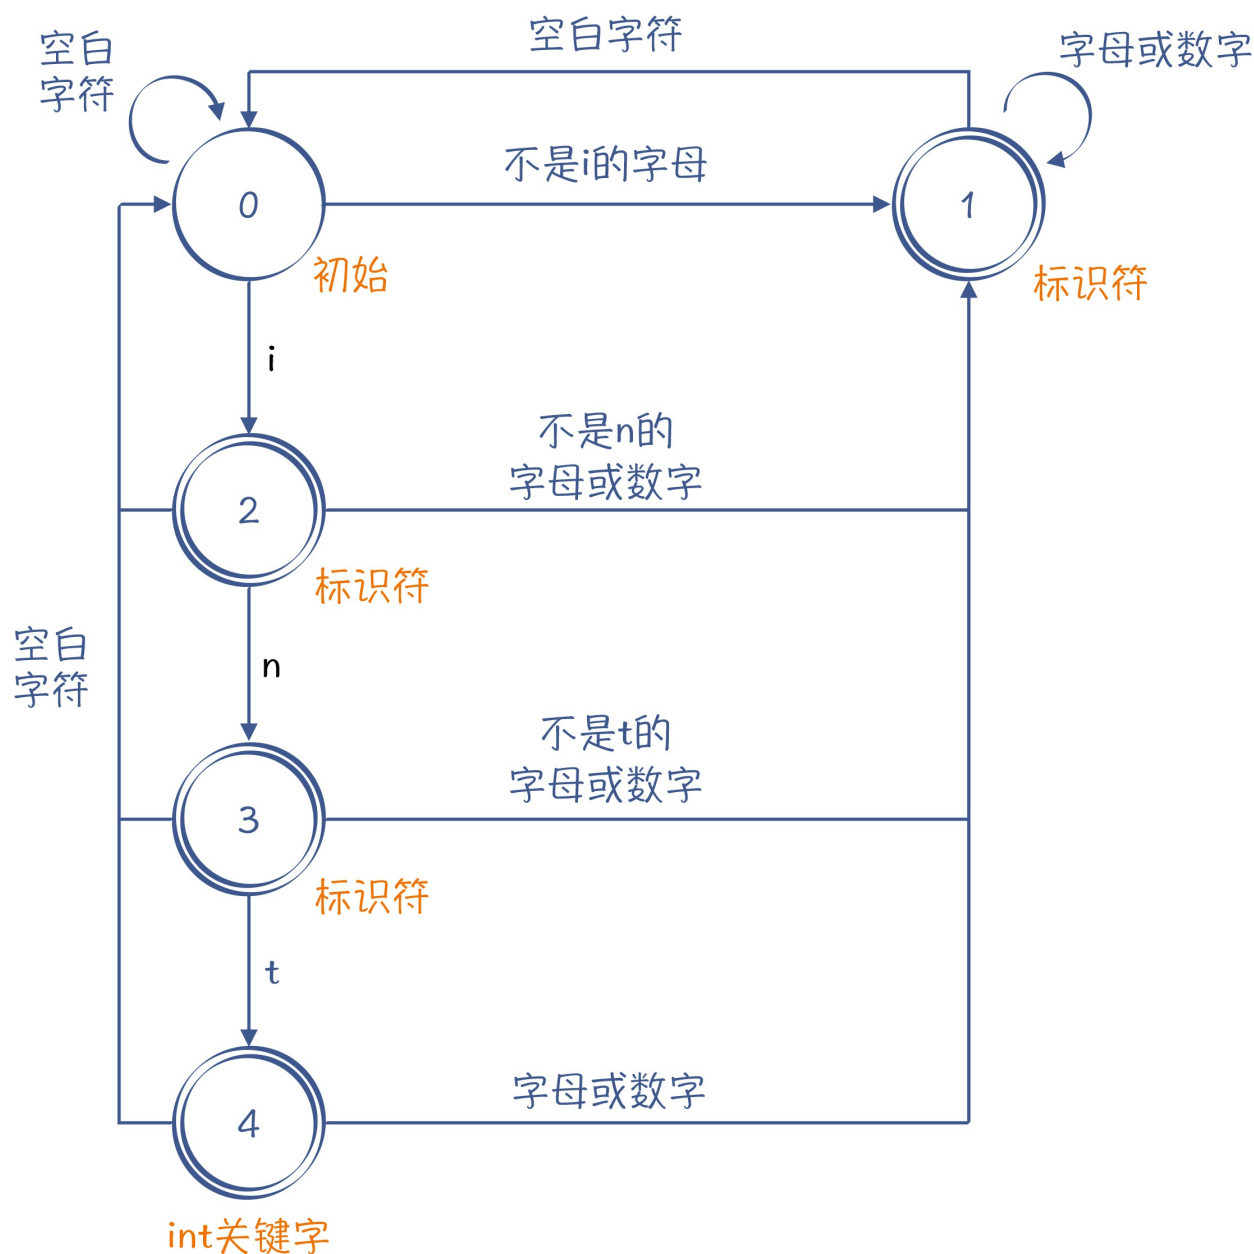 空白字符
空白
字符
字母或数字
不是i的字母
0
1
初始
标识符
i
不是n的
字母或数字
2
标识符
空白
字符
n
不是t的
字母或数字
3
标识符
t
字母或数字
4
int关键字